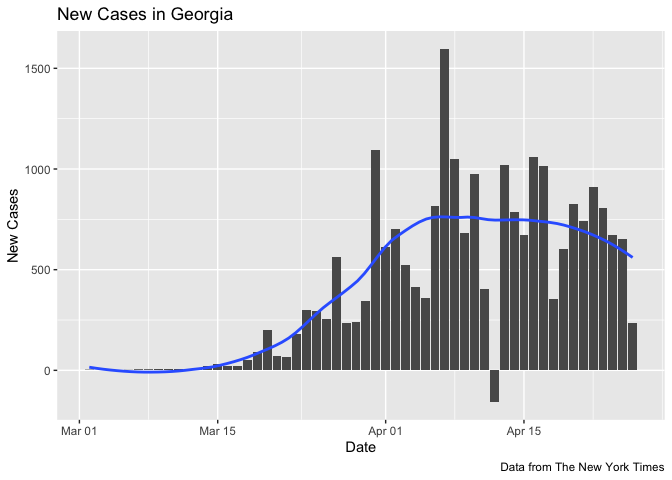 New Cases in Georgia
1500
1000
500
0
New Cases
Mar 01 Mar 15 Apr 01 Apr 15
Date
Data from The New York Times